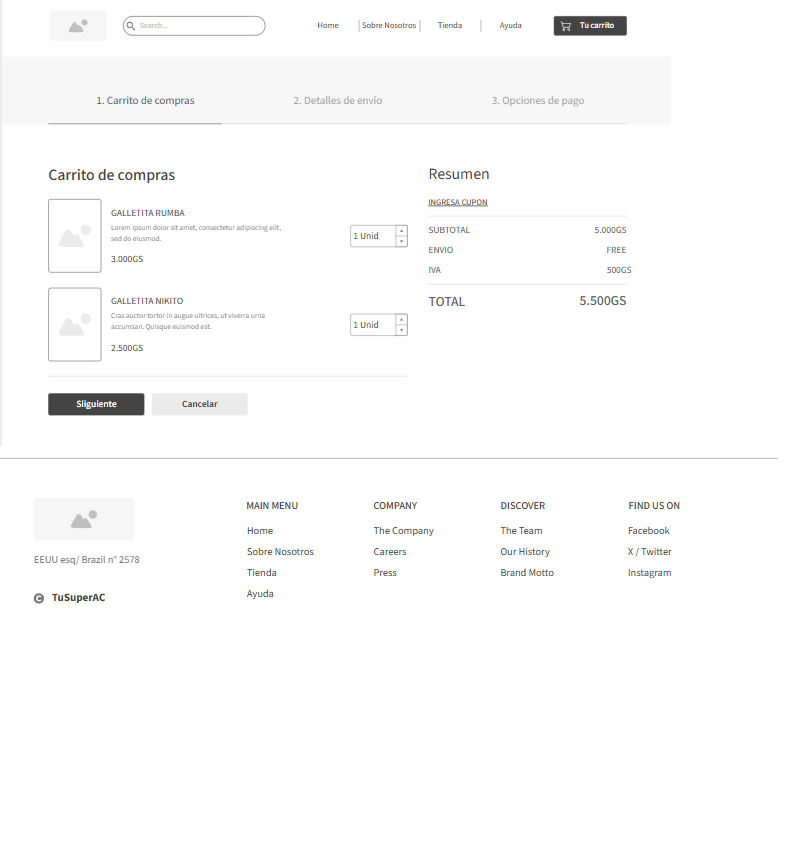 Search...
Home
Sobre Nosotros
Tienda
Ayuda
Tu carrito
1. Carrito de compras
2. Detalles de envío
3. Opciones de pago
Carrito de compras
GALLETITA RUMBA
Lorem ipsum dolor sit amet, consectetur adipiscing elit,
sed do eiusmod.
3.000GS
1 Unid
GALLETITA NIKITO
Cras auctor tortor in augue ultrices, ut viverra urna
accumsan. Quisque euismod est.
2.500GS
1 Unid
Siiguiente
Cancelar
Resumen
INGRESA CUPON
SUBTOTAL 5.000GS
ENVIO FREE
IVA 500GS
TOTAL 5.500GS
EEUU esq/ Brazil n° 2578
C TuSuperAC
MAIN MENU
Home
Sobre Nosotros
Tienda
Ayuda
COMPANY
The Company
Careers
Press
DISCOVER
The Team
Our History
Brand Motto
FIND US ON
Facebook
X / Twitter
Instagram